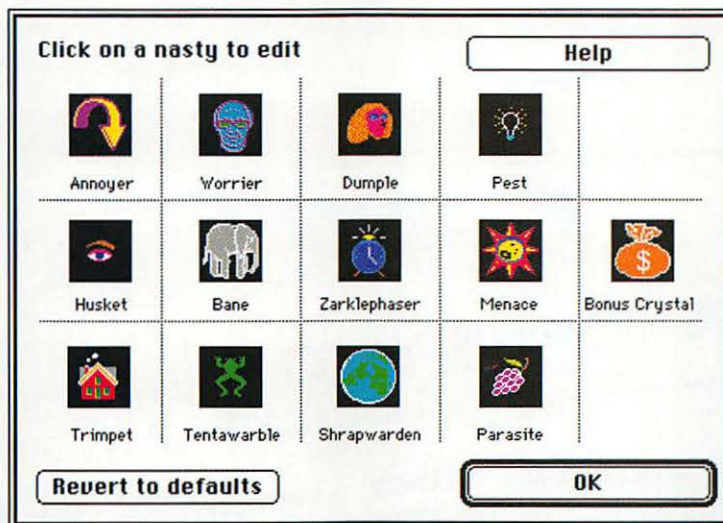 Click on a nasty to edit
Help
Annoyer
Worrier
Dumple
Pest
Husket
Bane
Zarklephaser
Menace
Bonus Crystal
$
Trimpet
Tentawarble
Shrapwarden
Parasite
Revert to defaults
OK